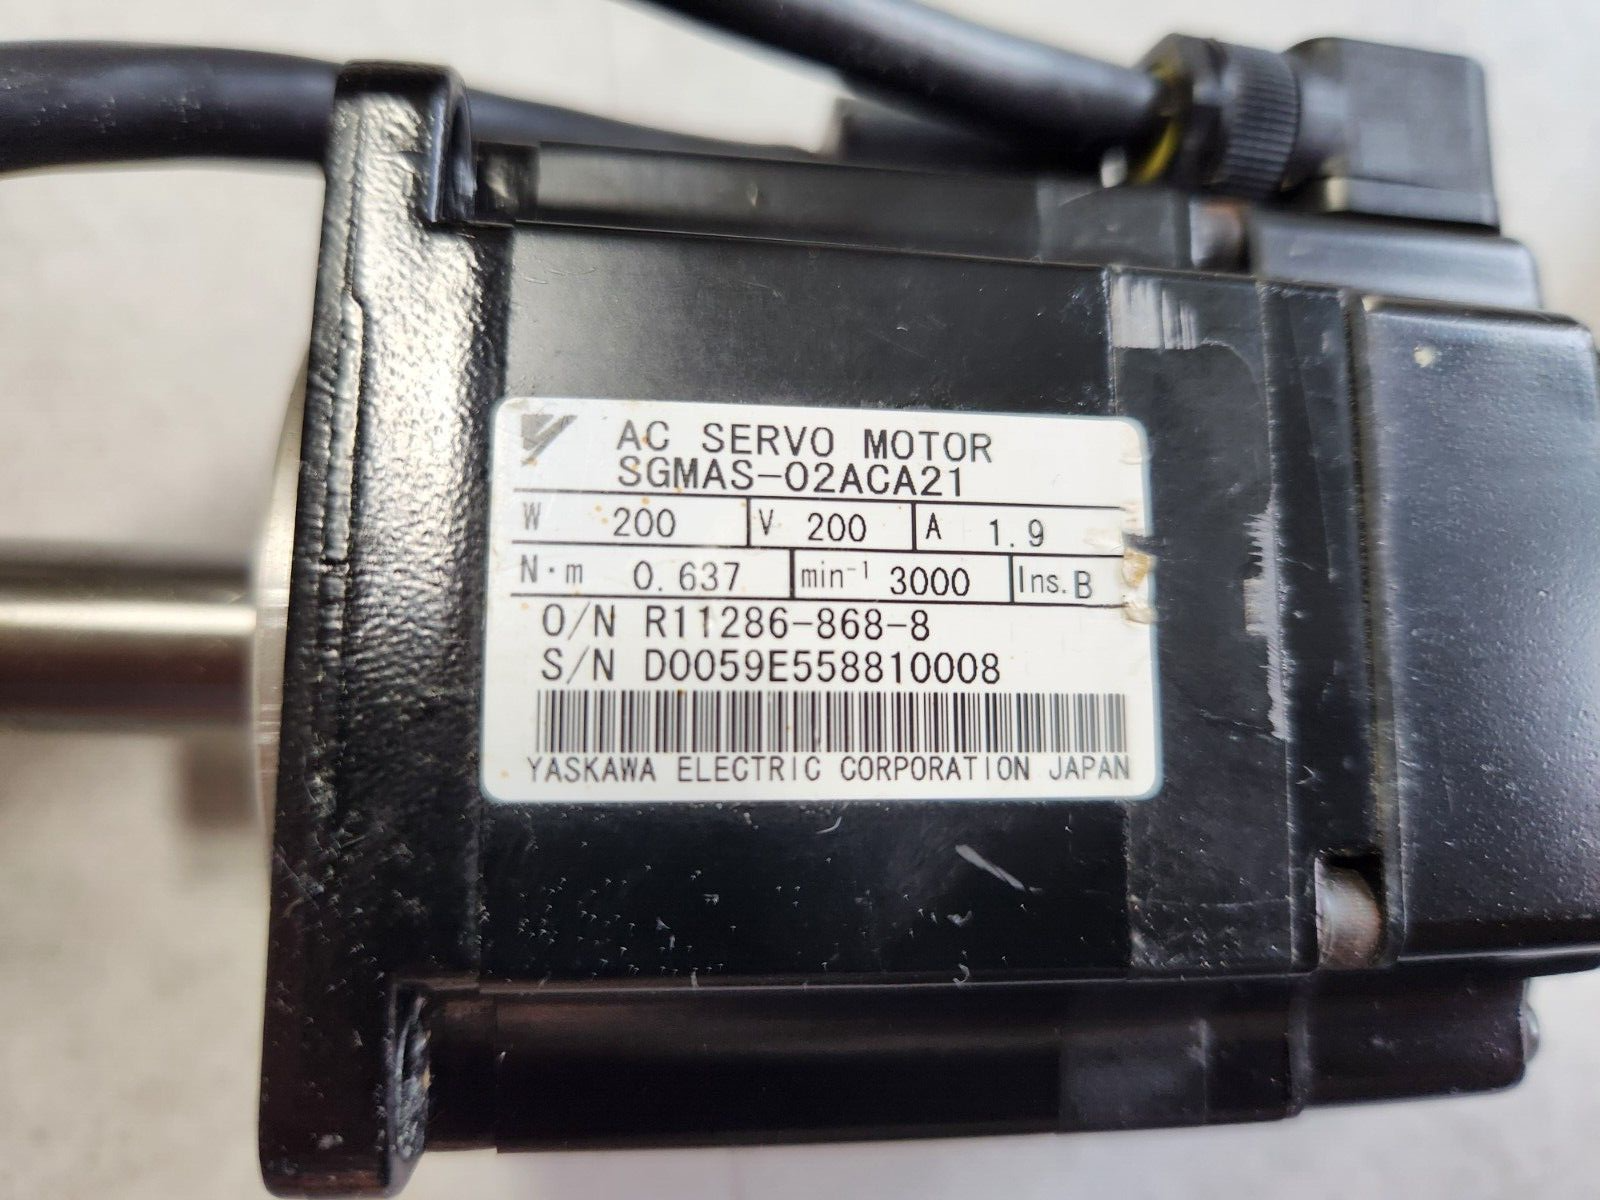 AC SERVO MOTOR
SGMAS-02ACA21
W 200 V 200 A 1.9
N·m 0.637 min⁻¹ 3000 Ins. B
O/N R11286-868-8
S/N D0059E558810008
YASKAWA ELECTRIC CORPORATION JAPAN